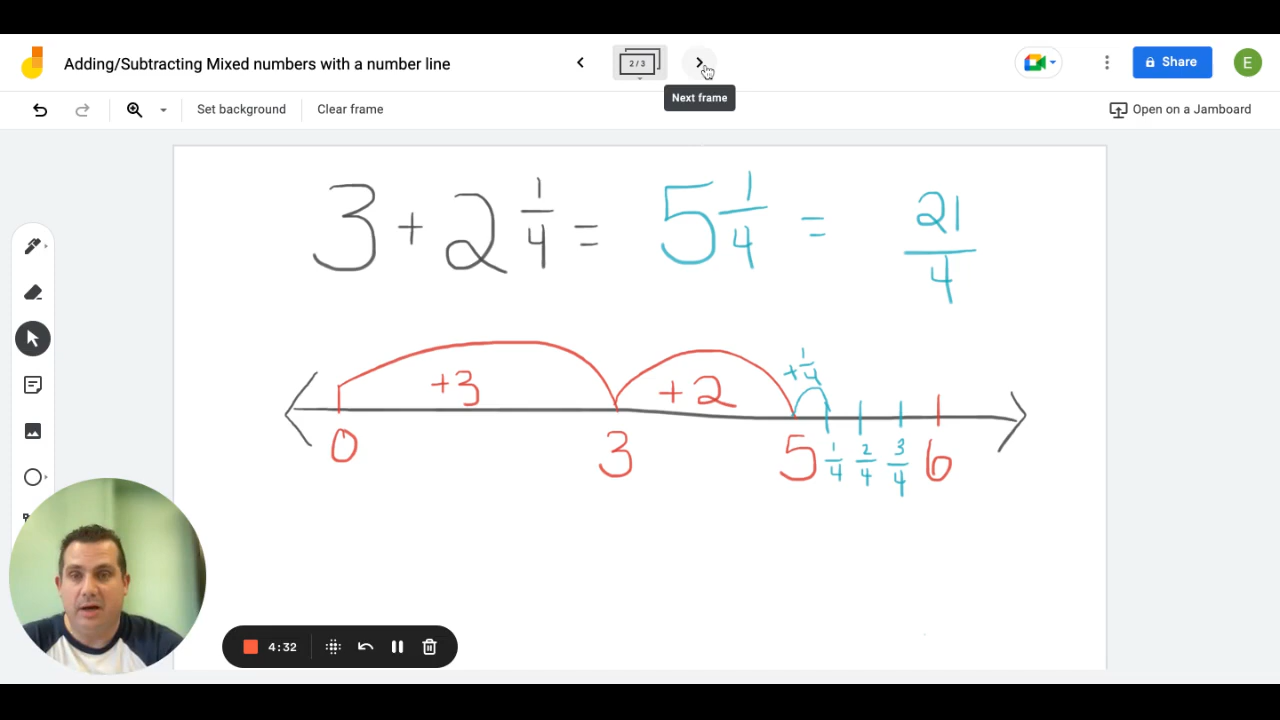 Adding/Subtracting Mixed numbers with a number line
2 / 3
Share
E
Next frame
Set background
Clear frame
Open on a Jamboard
3 + 2 1/4 = 5 1/4 = 21/4
+3
+2
+1/4
0
3
5
1/4
2/4
3/4
6
4:32